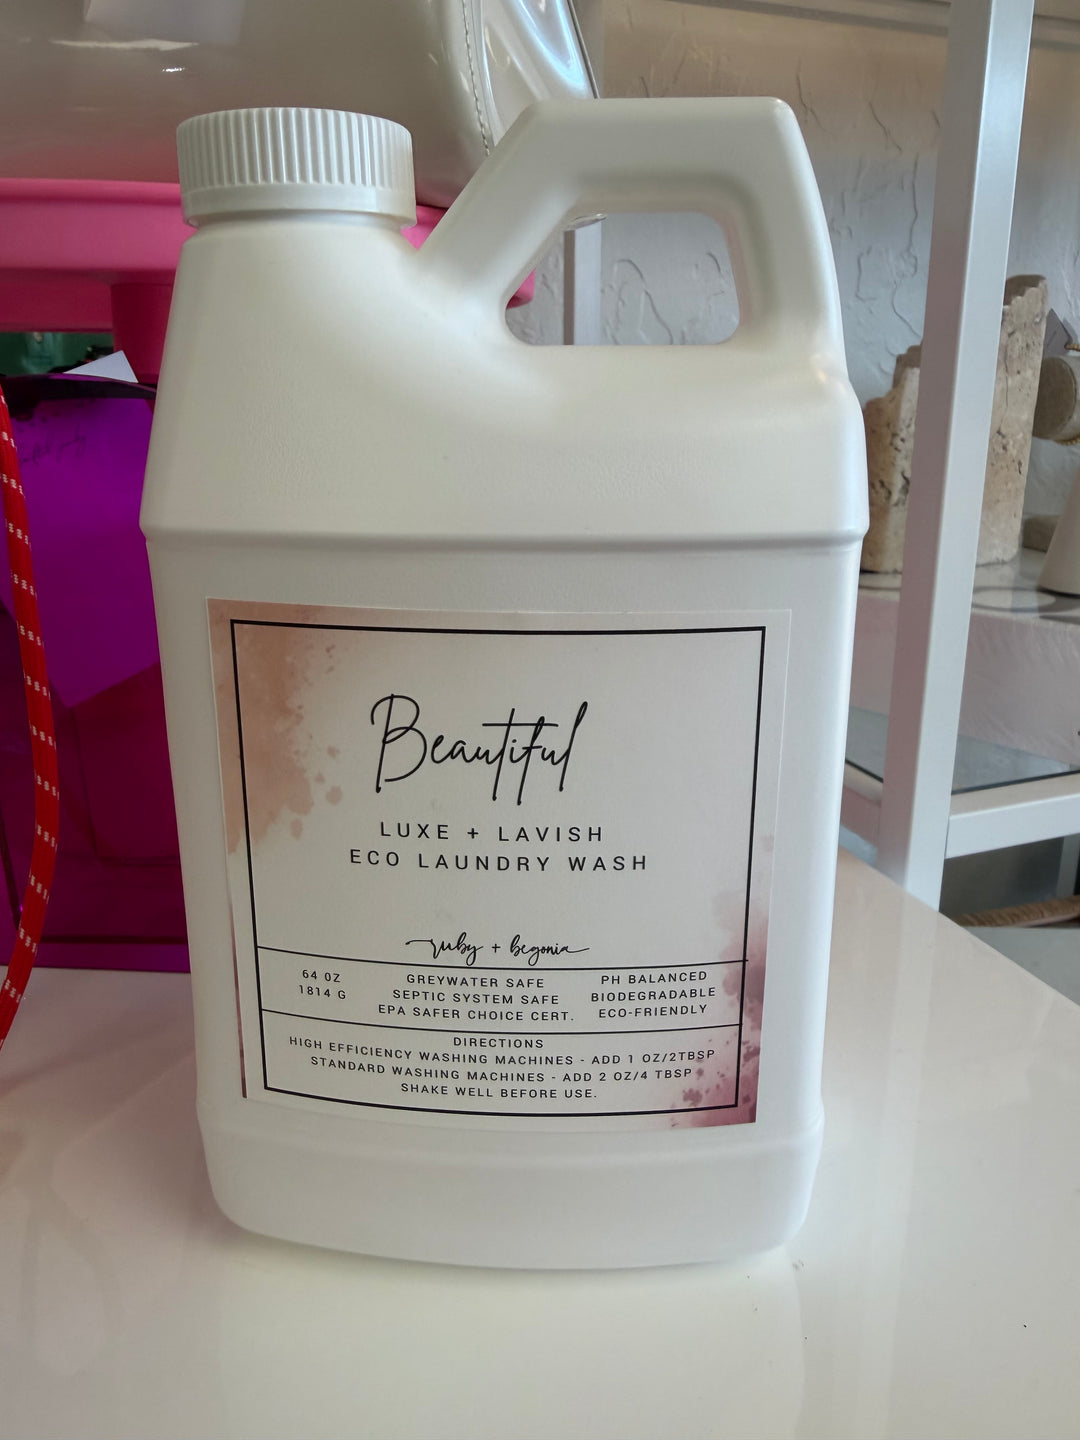 Beautiful
LUXE + LAVISH
ECO LAUNDRY WASH
ruby + begonia
64 OZ
1814 G
GREYWATER SAFE
SEPTIC SYSTEM SAFE
EPA SAFER CHOICE CERT.
PH BALANCED
BIODEGRADABLE
ECO-FRIENDLY
DIRECTIONS
HIGH EFFICIENCY WASHING MACHINES - ADD 1 OZ/2TBSP
STANDARD WASHING MACHINES - ADD 2 OZ/4 TBSP
SHAKE WELL BEFORE USE.